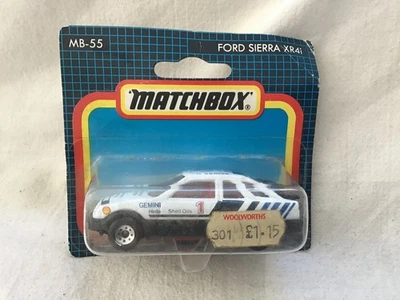 MB-55
FORD SIERRA XR4i
MATCHBOX®
GEMINI
Shell Oils
1
WOOLWORTHS
301 £1.15